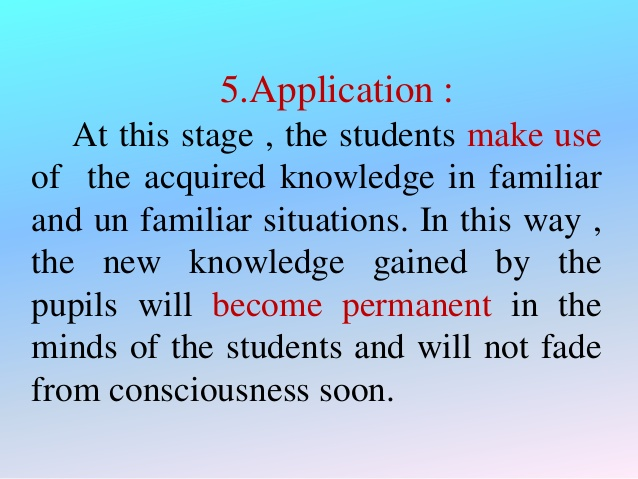 5.Application :
At this stage , the students make use
of the acquired knowledge in familiar
and un familiar situations. In this way ,
the new knowledge gained by the
pupils will become permanent in the
minds of the students and will not fade
from consciousness soon.